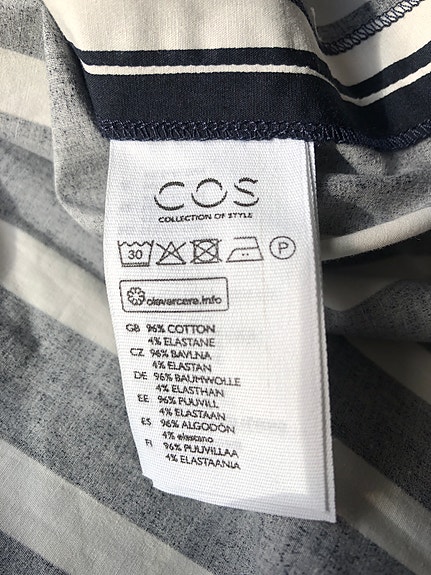 COS
COLLECTION OF STYLE
30 P
clevercare.info
GB 96% COTTON
4% ELASTANE
CZ 96% BAVLNA
4% ELASTAN
DE 96% BAUMWOLLE
4% ELASTHAN
EE 96% PUUVILL
4% ELASTAAN
ES 96% ALGODÓN
4% elastano
FI 96% PUUVILLAA
4% ELASTAANIA